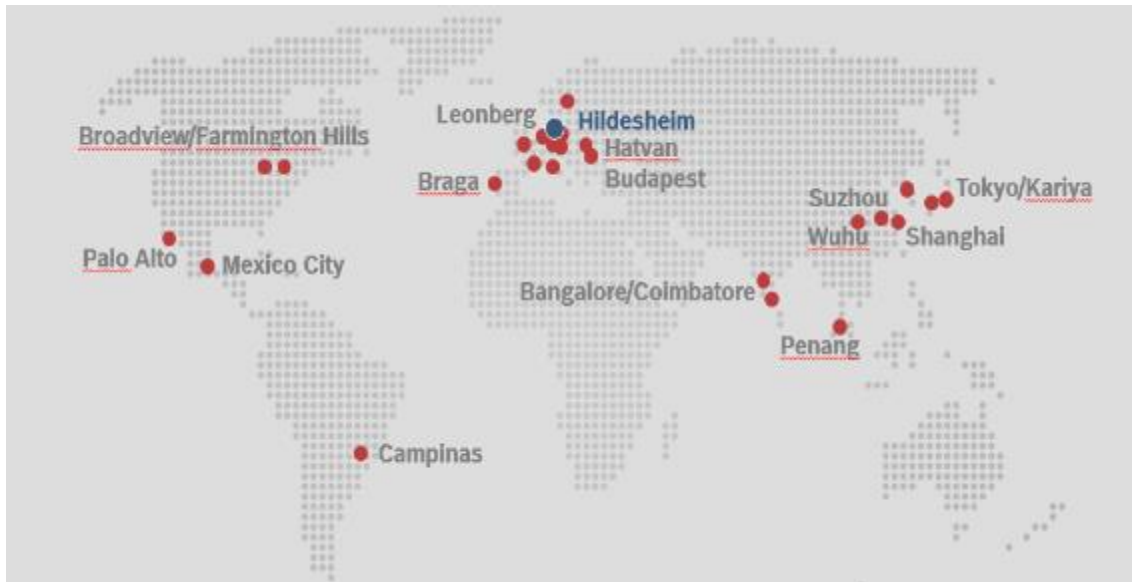 Leonberg
Hildesheim
Broadview/Farmington Hills
Hatvan
Braga
Budapest
Suzhou
Tokyo/Kariya
Wuhu
Shanghai
Palo Alto
Mexico City
Bangalore/Coimbatore
Penang
Campinas